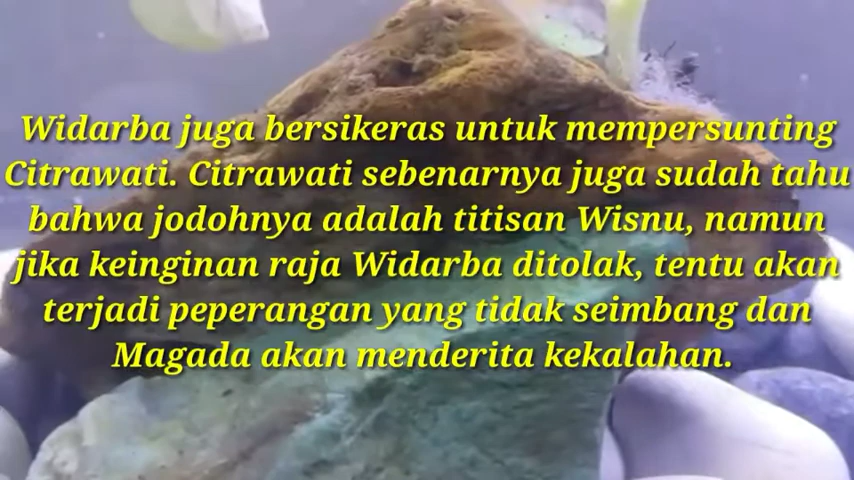 Widarba juga bersikeras untuk mempersunting
Citrawati. Citrawati sebenarnya juga sudah tahu
bahwa jodohnya adalah titisan Wisnu, namun
jika keinginan raja Widarba ditolak, tentu akan
terjadi peperangan yang tidak seimbang dan
Magada akan menderita kekalahan.